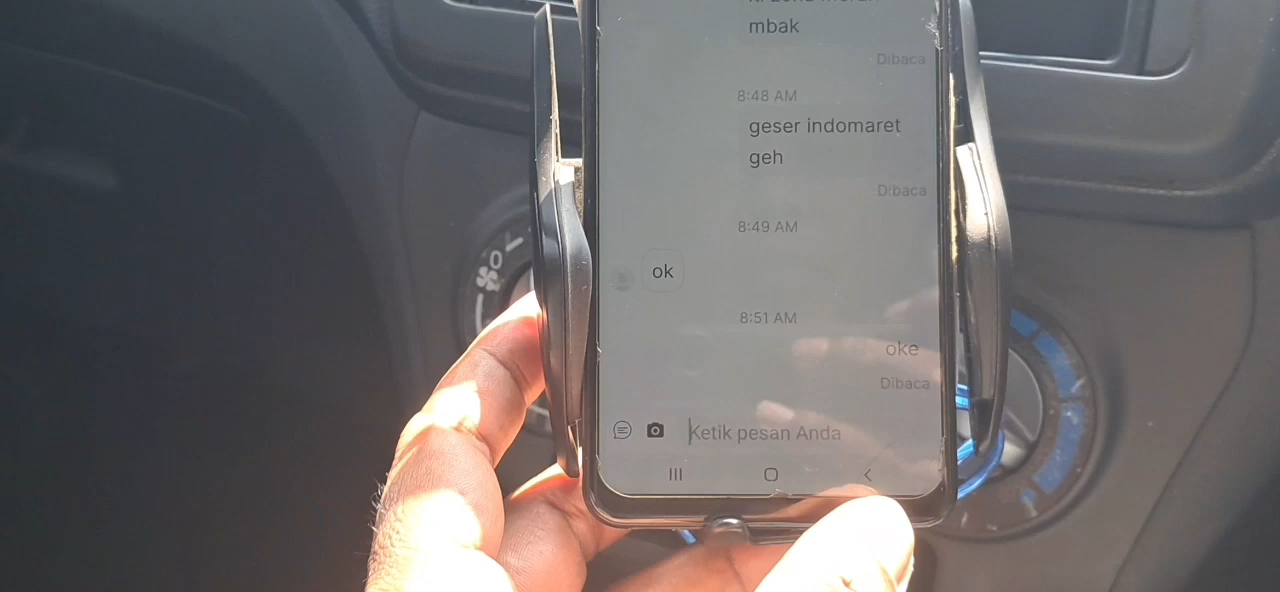 mbak
Dibaca
8:48 AM
geser indomaret
geh
Dibaca
8:49 AM
ok
8:51 AM
oke
Dibaca
Ketik pesan Anda